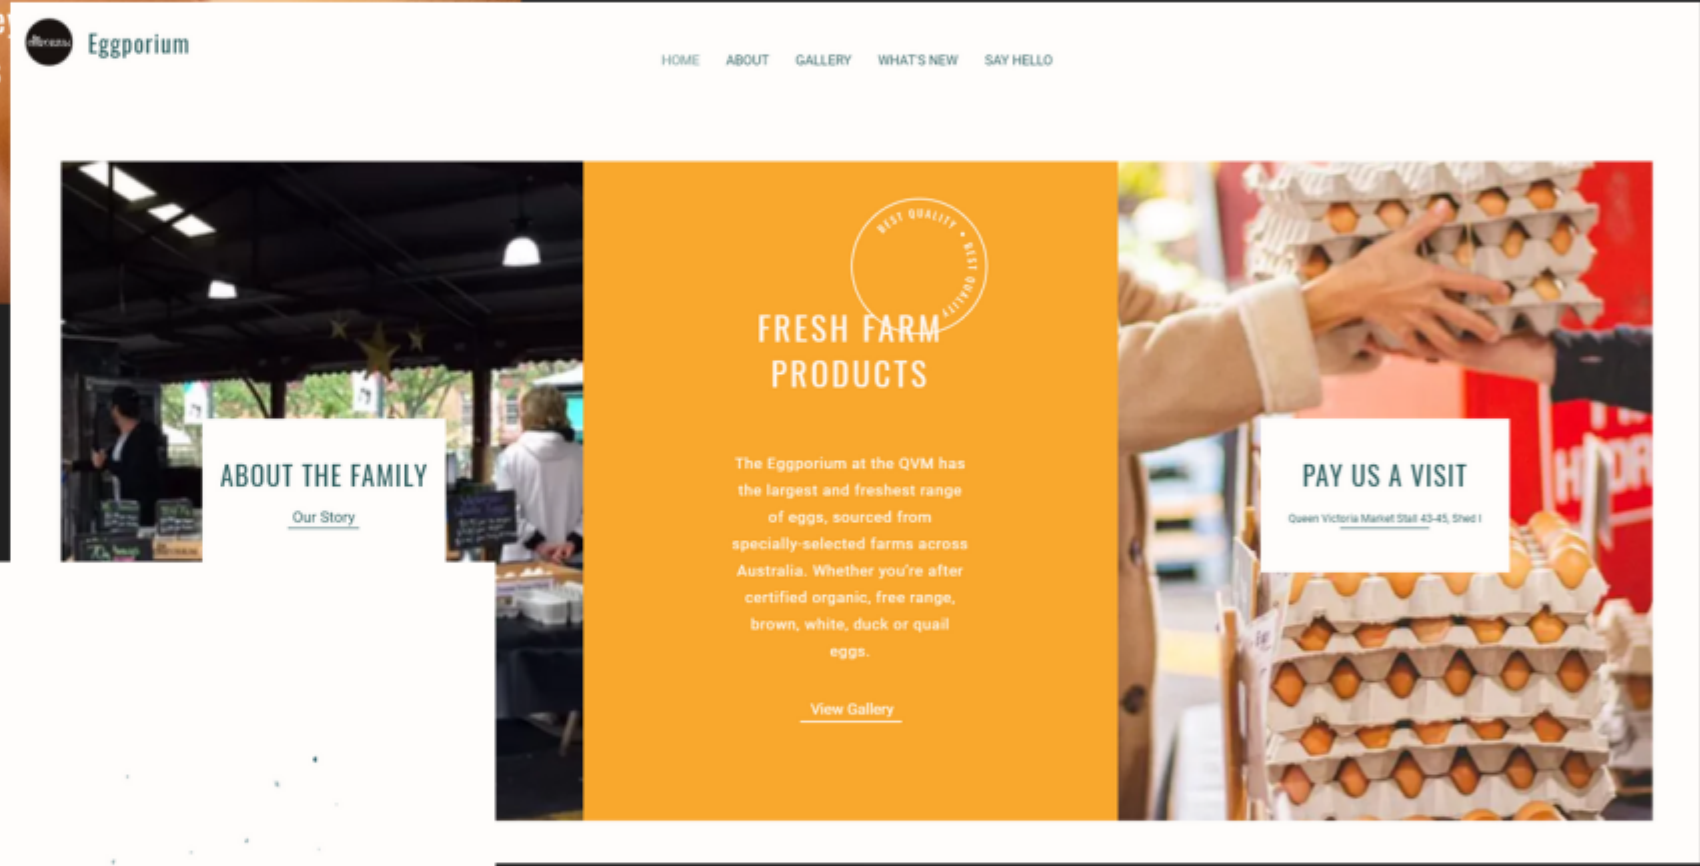 Eggporium
HOME ABOUT GALLERY WHAT'S NEW SAY HELLO
BEST QUALITY • BEST QUALITY
FRESH FARM
PRODUCTS
ABOUT THE FAMILY
Our Story
The Eggporium at the QVM has
the largest and freshest range
of eggs, sourced from
specially-selected farms across
Australia. Whether you're after
certified organic, free range,
brown, white, duck or quail
eggs.
View Gallery
PAY US A VISIT
Queen Victoria Market Stall 43-45, Shed I